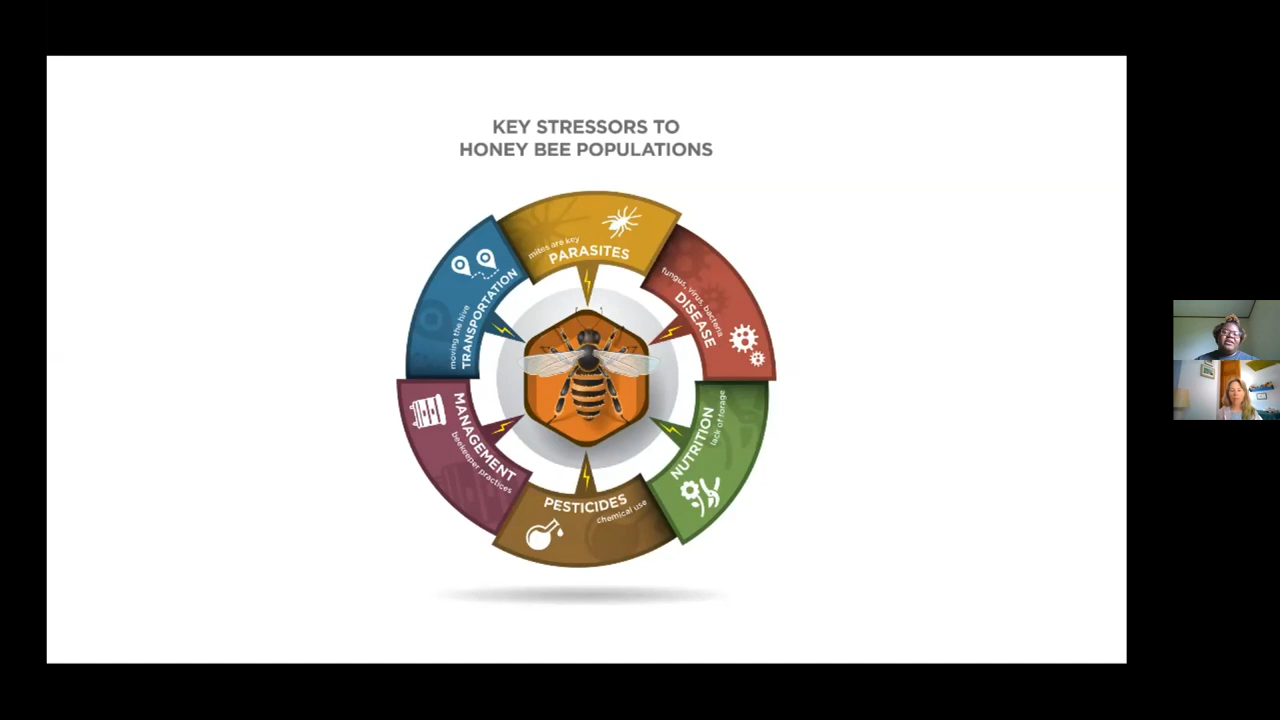 KEY STRESSORS TO
HONEY BEE POPULATIONS
mites are key
PARASITES
fungus, virus, bacteria
DISEASE
NUTRITION
lack of forage
PESTICIDES
chemical use
MANAGEMENT
beekeeper practices
moving the hive
TRANSPORTATION